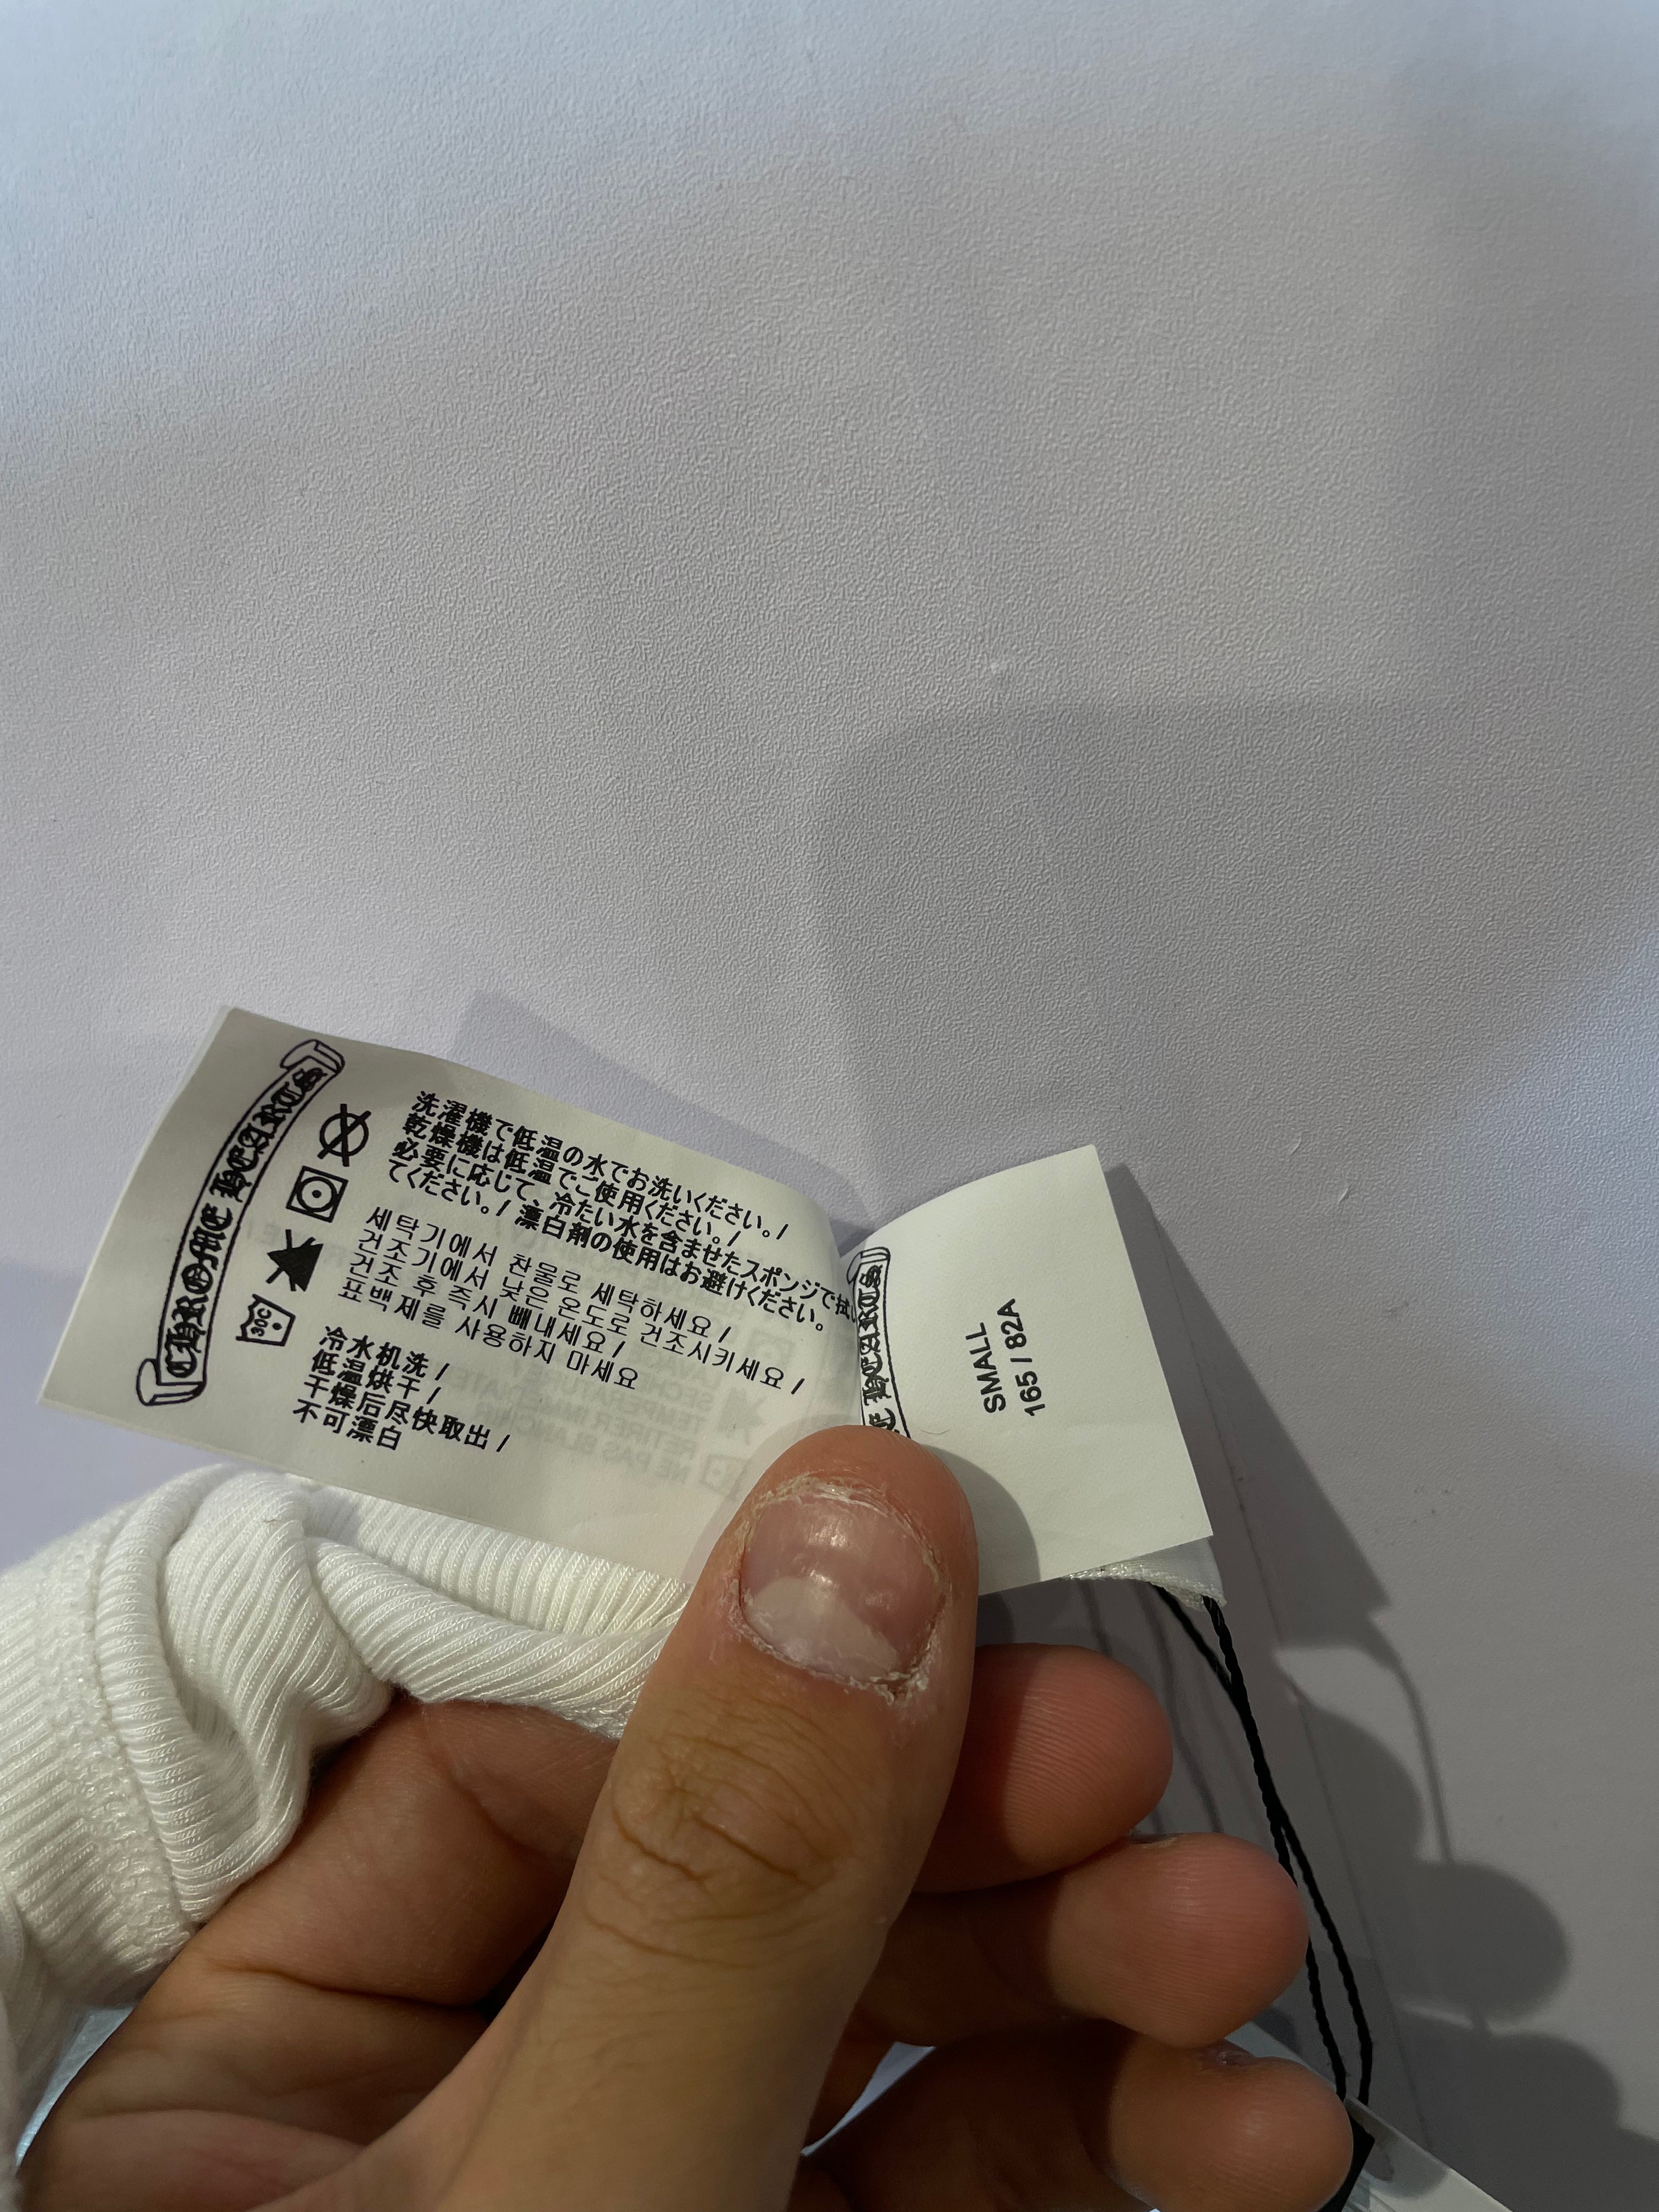 CHROME HEARTS
30C
洗濯機で低温の水でお洗いください。/
乾燥機は低温でご使用ください。/
必要に応じて、冷たい水を含ませたスポンジで拭い
てください。/ 漂白剤の使用はお避けください。
세탁기에서 찬물로 세탁하세요 /
건조기에서 낮은 온도로 건조시키세요 /
건조 후 즉시 빼내세요 /
표백제를 사용하지 마세요
冷水机洗 /
低温烘干 /
干燥后尽快取出 /
不可漂白
HEARTS
SMALL
165 / 82A